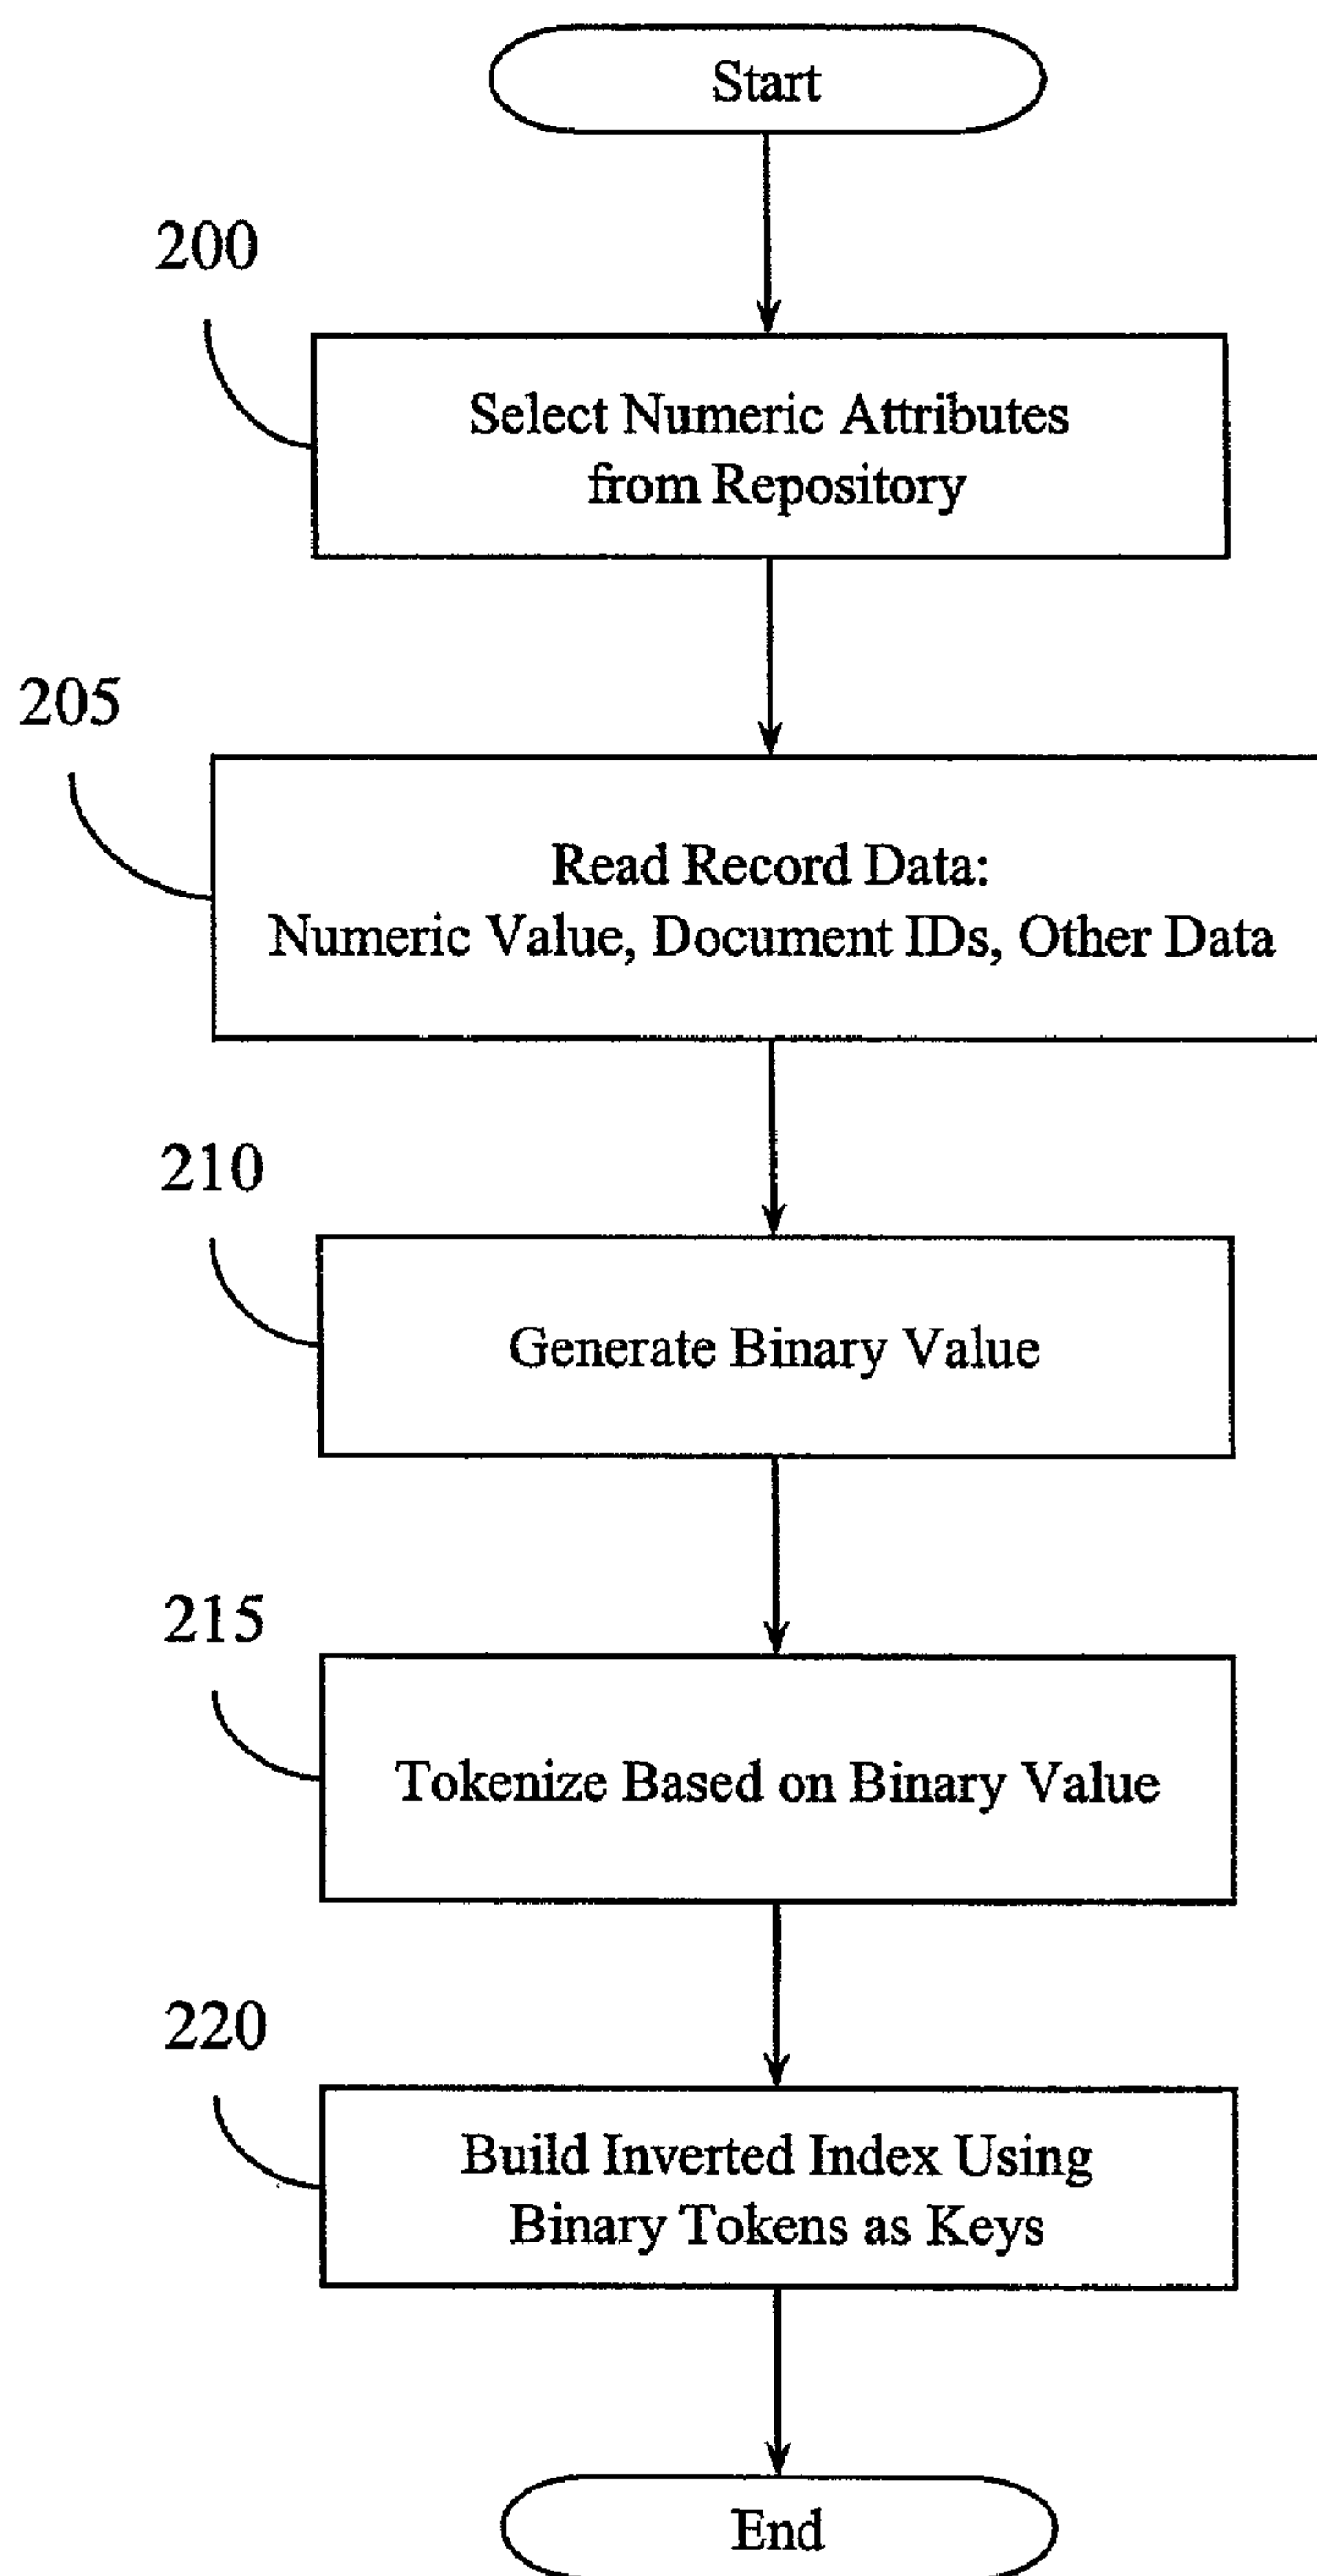 Start
200
Select Numeric Attributes
from Repository
205
Read Record Data:
Numeric Value, Document IDs, Other Data
210
Generate Binary Value
215
Tokenize Based on Binary Value
220
Build Inverted Index Using
Binary Tokens as Keys
End